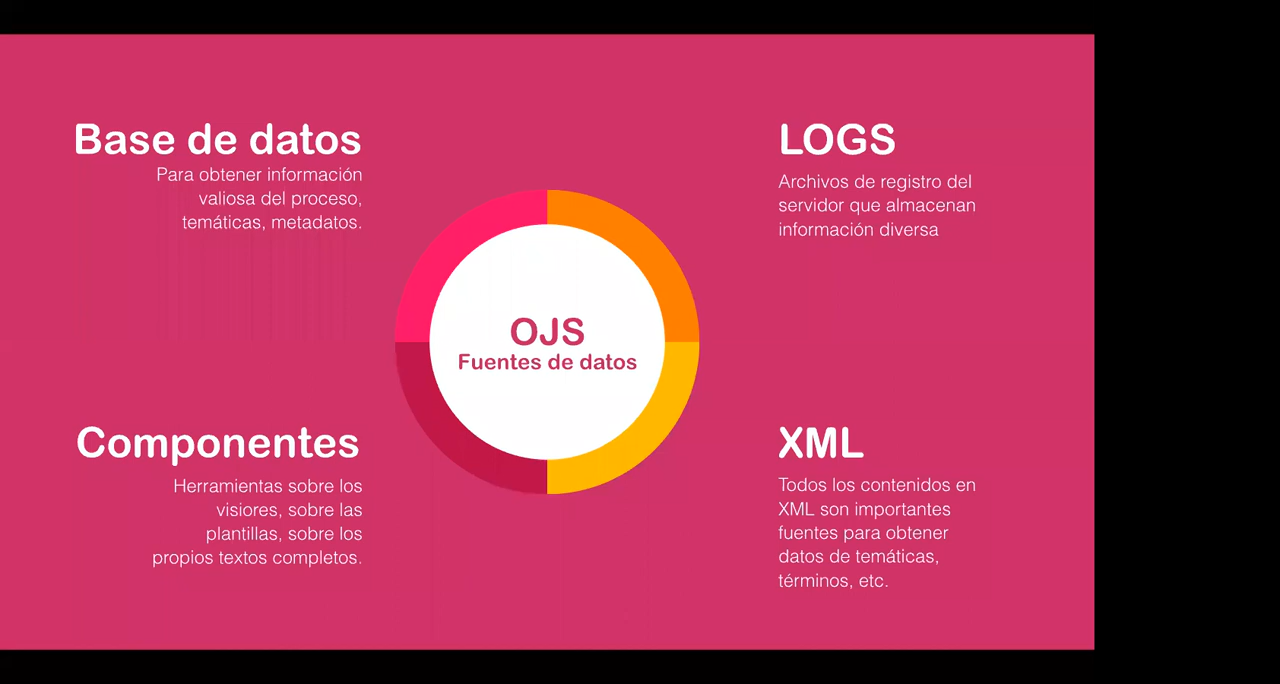 Base de datos
Para obtener información
valiosa del proceso,
temáticas, metadatos.
LOGS
Archivos de registro del
servidor que almacenan
información diversa
OJS
Fuentes de datos
Componentes
Herramientas sobre los
visiores, sobre las
plantillas, sobre los
propios textos completos.
XML
Todos los contenidos en
XML son importantes
fuentes para obtener
datos de temáticas,
términos, etc.